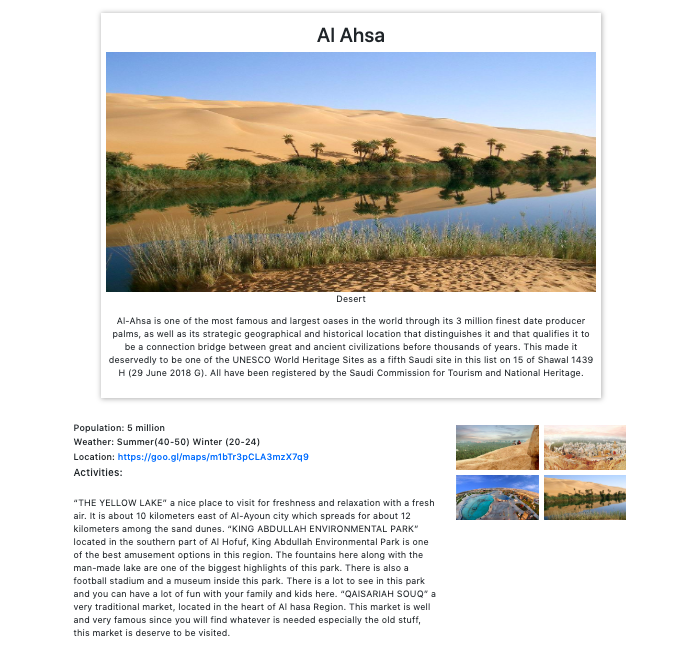 Al Ahsa
Desert
Al-Ahsa is one of the most famous and largest oases in the world through its 3 million finest date producer
palms, as well as its strategic geographical and historical location that distinguishes it and that qualifies it to
be a connection bridge between great and ancient civilizations before thousands of years. This made it
deservedly to be one of the UNESCO World Heritage Sites as a fifth Saudi site in this list on 15 of Shawal 1439
H (29 June 2018 G). All have been registered by the Saudi Commission for Tourism and National Heritage.
Population: 5 million
Weather: Summer(40-50) Winter (20-24)
Location: https://goo.gl/maps/m1bTr3pCLA3mzX7q9
Activities:
“THE YELLOW LAKE” a nice place to visit for freshness and relaxation with a fresh
air. It is about 10 kilometers east of Al-Ayoun city which spreads for about 12
kilometers among the sand dunes. “KING ABDULLAH ENVIRONMENTAL PARK”
located in the southern part of Al Hofuf, King Abdullah Environmental Park is one
of the best amusement options in this region. The fountains here along with the
man-made lake are one of the biggest highlights of this park. There is also a
football stadium and a museum inside this park. There is a lot to see in this park
and you can have a lot of fun with your family and kids here. “QAISARIAH SOUQ” a
very traditional market, located in the heart of Al hasa Region. This market is well
and very famous since you will find whatever is needed especially the old stuff,
this market is deserve to be visited.